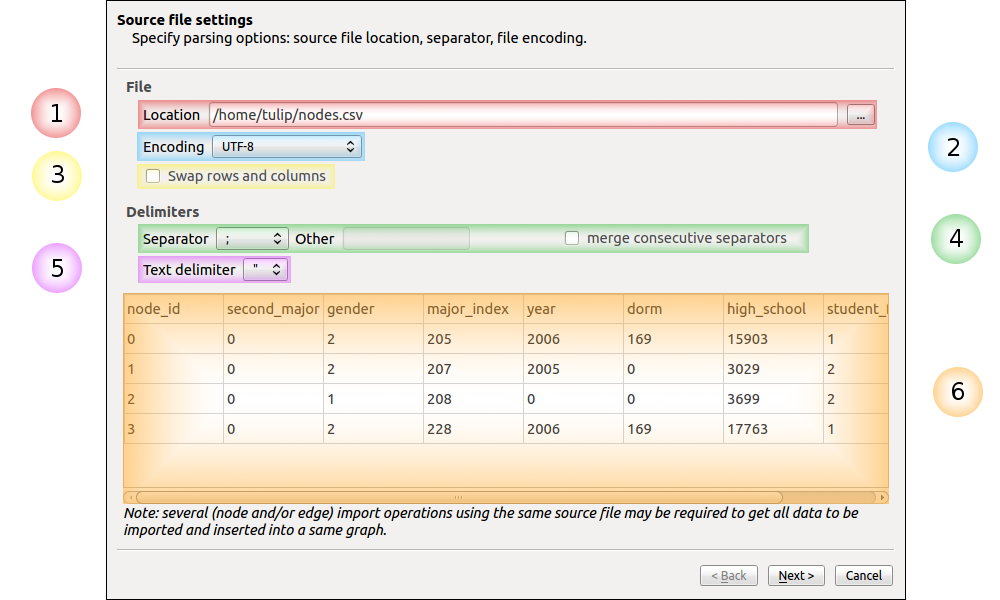 Source file settings
Specify parsing options: source file location, separator, file encoding.
File
1
Location /home/tulip/nodes.csv ...
Encoding UTF-8
2
3
Swap rows and columns
Delimiters
Separator ; Other merge consecutive separators
4
5
Text delimiter "
node_id second_major gender major_index year dorm high_school student_
0 0 2 205 2006 169 15903 1
1 0 2 207 2005 0 3029 2
2 0 1 208 0 0 3699 2
6
3 0 2 228 2006 169 17763 1
Note: several (node and/or edge) import operations using the same source file may be required to get all data to be
imported and inserted into a same graph.
< Back Next > Cancel